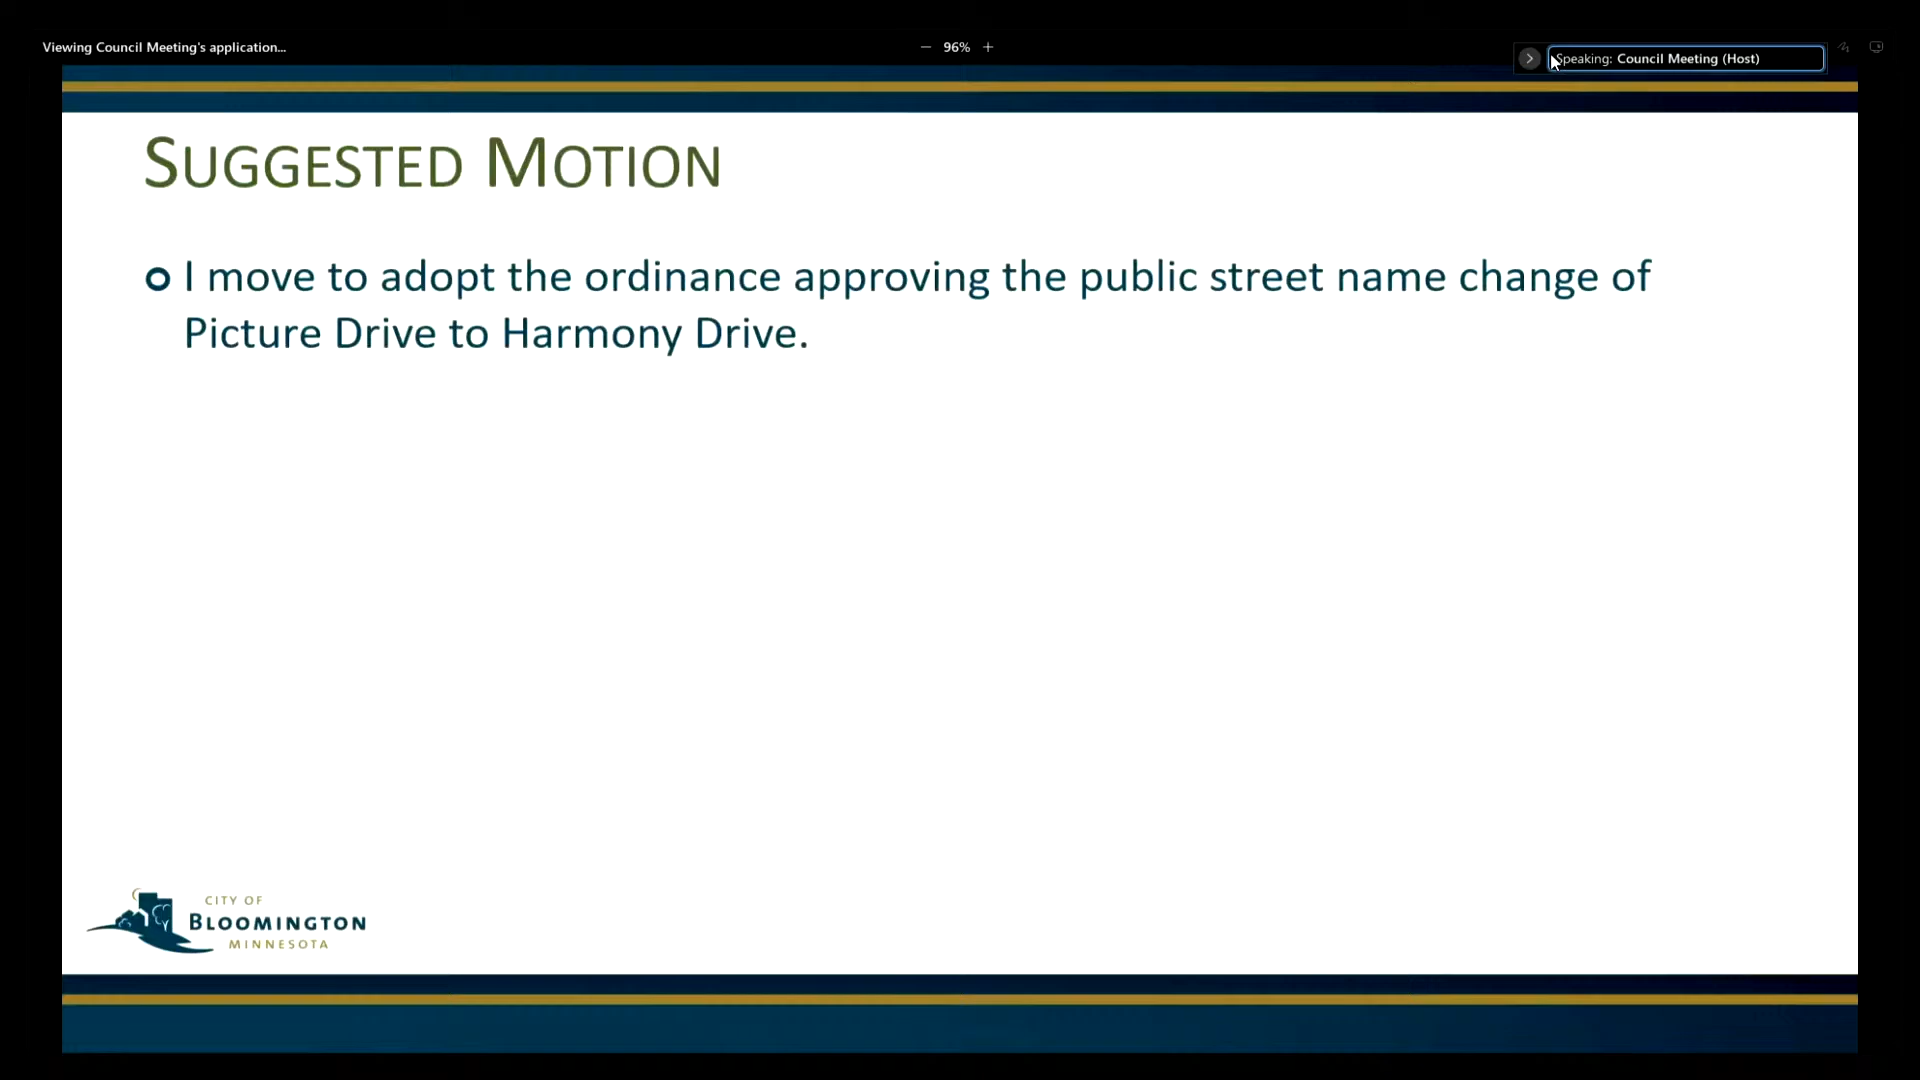 Viewing Council Meeting's application...
96%
Speaking: Council Meeting (Host)
SUGGESTED MOTION
I move to adopt the ordinance approving the public street name change of
Picture Drive to Harmony Drive.
CITY OF
BLOOMINGTON
MINNESOTA